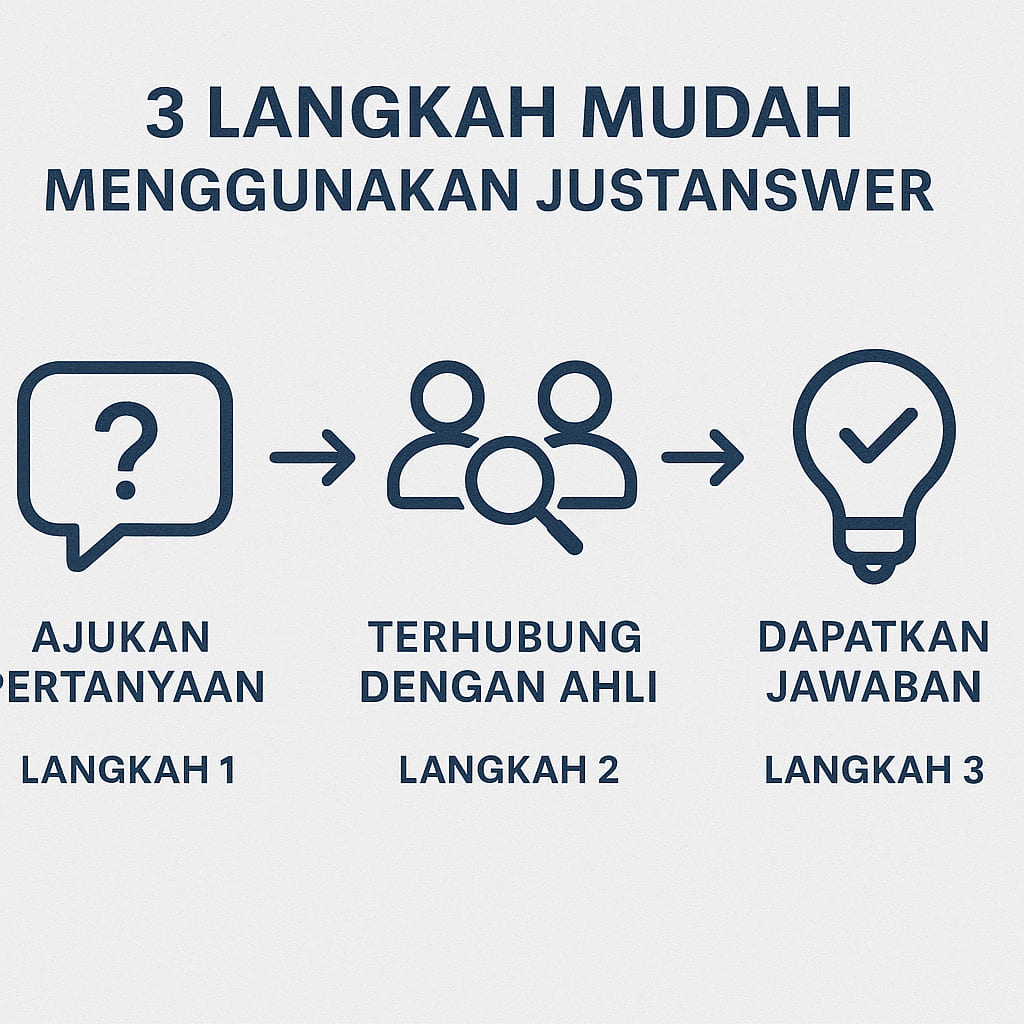 3 LANGKAH MUDAH
MENGGUNAKAN JUSTANSWER
?
AJUKAN
PERTANYAAN
LANGKAH 1
TERHUBUNG
DENGAN AHLI
LANGKAH 2
DAPATKAN
JAWABAN
LANGKAH 3